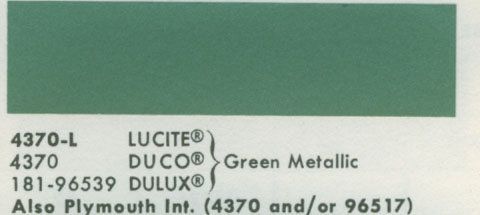 4370-L LUCITE® } Green Metallic
4370 DUCO®
181-96539 DULUX®
Also Plymouth Int. (4370 and/or 96517)